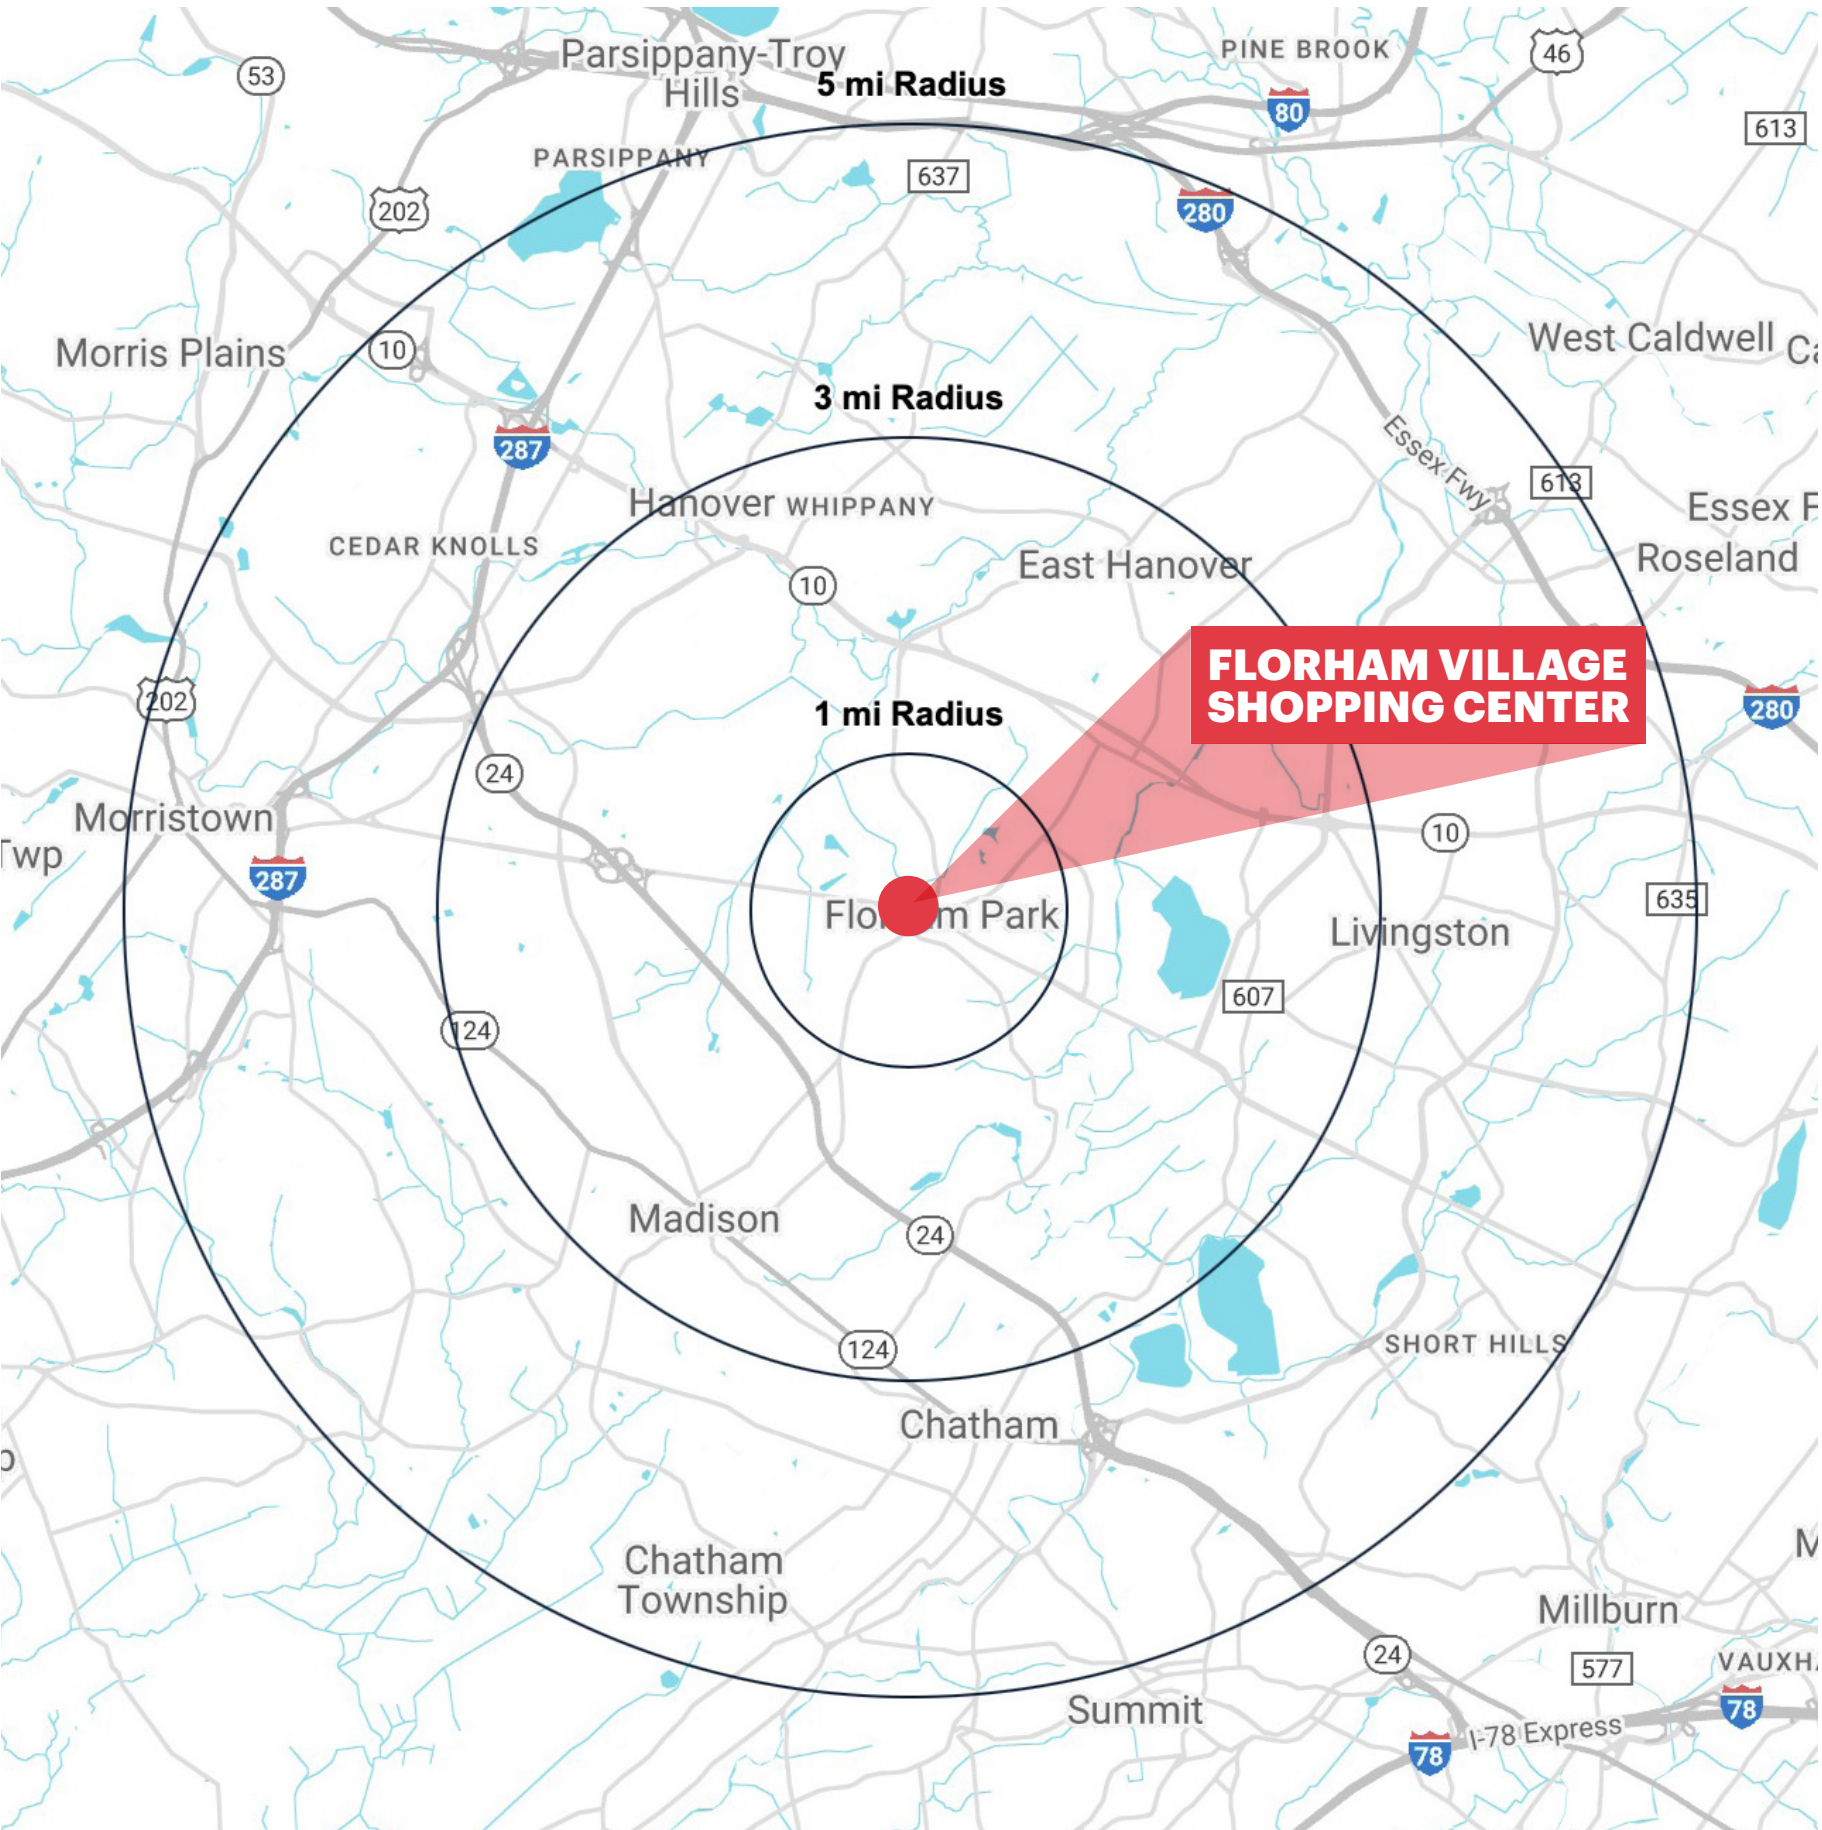 Parsippany-Troy
Hills
PINE BROOK
46
53
5 mi Radius
80
613
PARSIPPANY
637
202
280
Morris Plains
10
West Caldwell
3 mi Radius
287
Essex Fwy
613
Hanover
WHIPPANY
Essex F
CEDAR KNOLLS
East Hanover
Roseland
10
FLORHAM VILLAGE
SHOPPING CENTER
202
1 mi Radius
280
24
Morristown
10
Twp
287
635
Park
Livingston
607
124
Madison
24
124
SHORT HILLS
Chatham
Chatham
Township
Millburn
24
577
VAUXH
Summit
78
I-78 Express
78